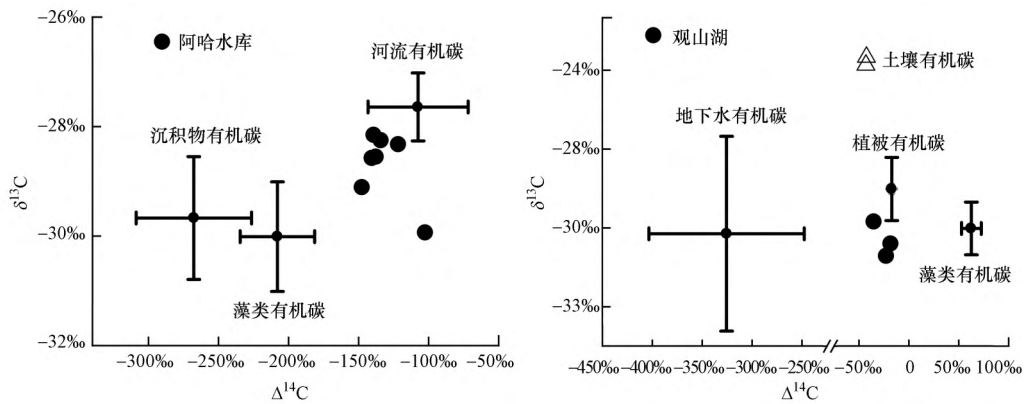 −26‰
阿哈水库
河流有机碳
−28‰
沉积物有机碳
δ¹³C
−30‰
藻类有机碳
−32‰
−300‰ −250‰ −200‰ −150‰ −100‰ −50‰
Δ¹⁴C
观山湖
土壤有机碳
−24‰
地下水有机碳
植被有机碳
−28‰
δ¹³C
−30‰
藻类有机碳
−33‰
−450‰ −400‰ −350‰ −300‰ −250‰ −50‰ 0 50‰ 100‰
Δ¹⁴C